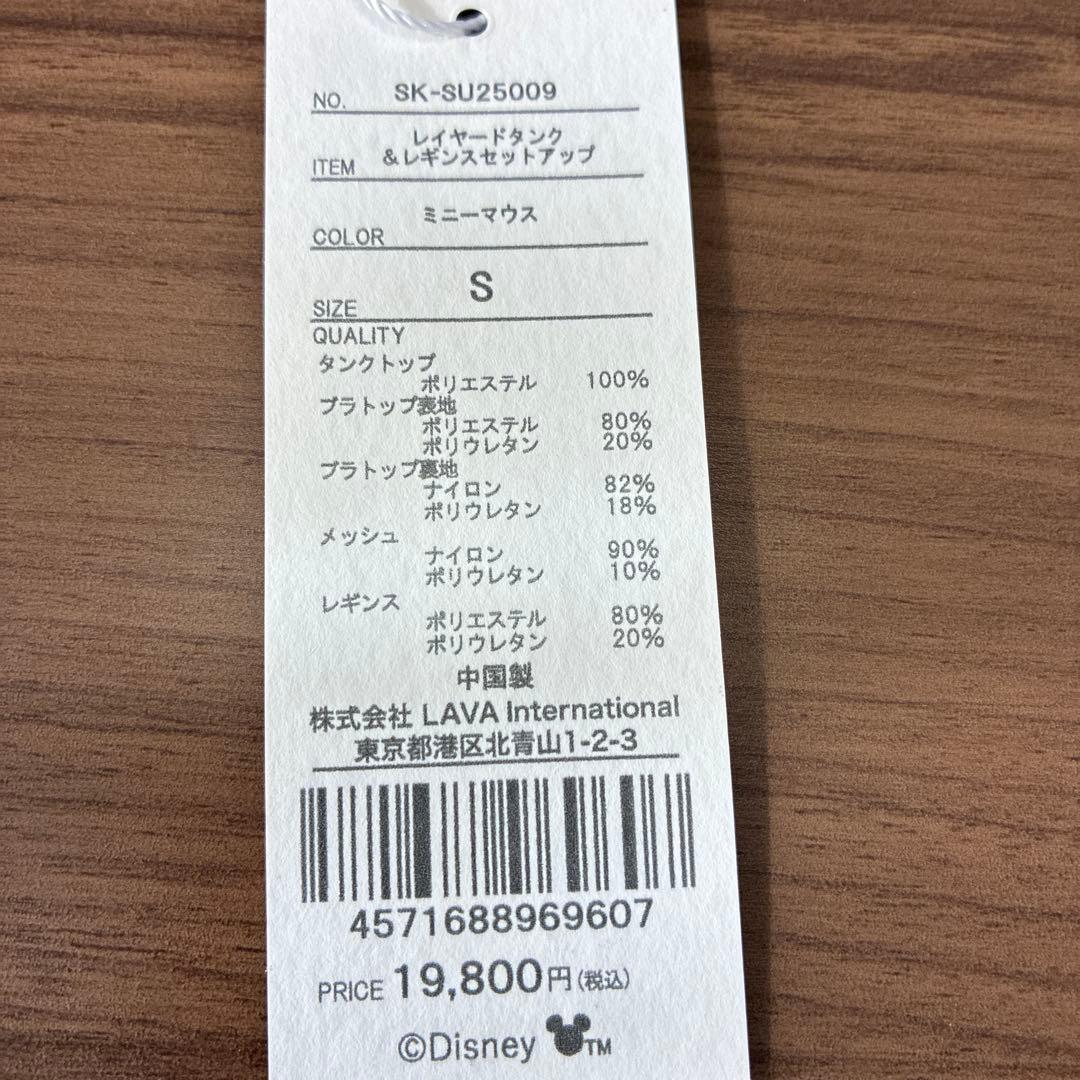 NO. SK-SU25009
レイヤードタンク
ITEM &レギンスセットアップ
ミニーマウス
COLOR
S
SIZE
QUALITY
タンクトップ
ポリエステル 100%
ブラトップ表地
ポリエステル 80%
ポリウレタン 20%
ブラトップ裏地
ナイロン 82%
ポリウレタン 18%
メッシュ
ナイロン 90%
ポリウレタン 10%
レギンス
ポリエステル 80%
ポリウレタン 20%
中国製
株式会社 LAVA International
東京都港区北青山1-2-3
4571688969607
PRICE 19,800円(税込)
©Disney TM